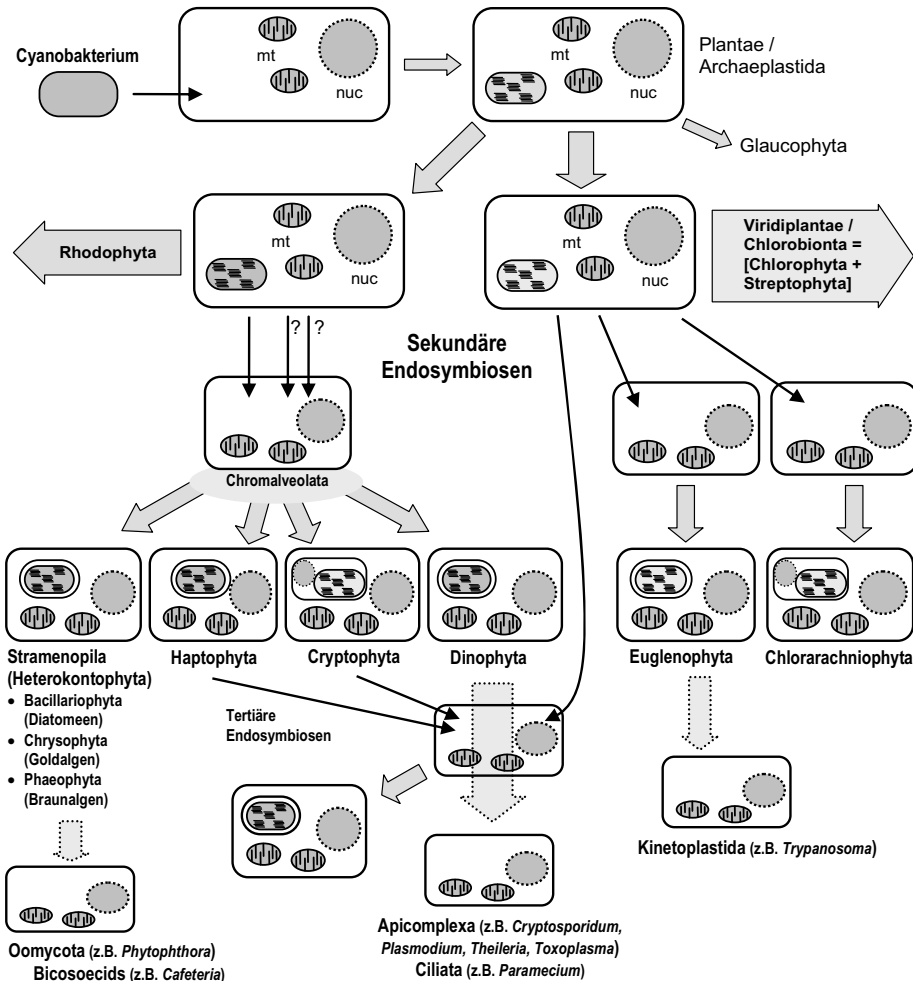 Cyanobakterium
mt
nuc
mt
nuc
Plantae /
Archaeplastida
Glaucophyta
Rhodophyta
mt
nuc
mt
nuc
Viridiplantae /
Chlorobionta =
[Chlorophyta +
Streptophyta]
? ?
Sekundäre
Endosymbiosen
Chromalveolata
Stramenopila
(Heterokontophyta)
• Bacillariophyta
(Diatomeen)
• Chrysophyta
(Goldalgen)
• Phaeophyta
(Braunalgen)
Haptophyta
Cryptophyta
Dinophyta
Euglenophyta
Chlorarachniophyta
Tertiäre
Endosymbiosen
Kinetoplastida (z.B. Trypanosoma)
Oomycota (z.B. Phytophthora)
Bicosoecids (z.B. Cafeteria)
Apicomplexa (z.B. Cryptosporidum,
Plasmodium, Theileria, Toxoplasma)
Ciliata (z.B. Paramecium)